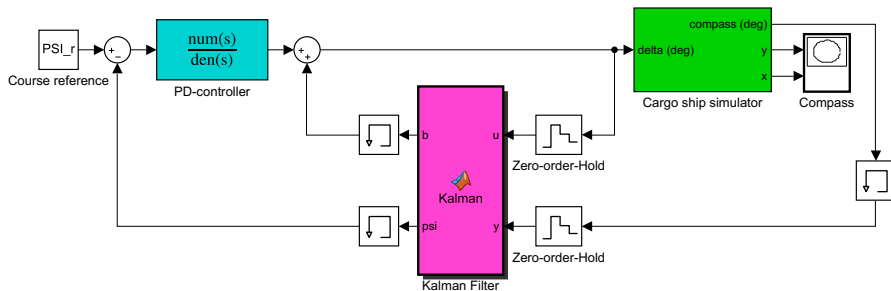 PSI_r
Course reference
+
−
num(s)
den(s)
PD-controller
+
+
delta (deg)
compass (deg)
y
x
Cargo ship simulator
Compass
b
u
Zero-order-Hold
Kalman
psi
y
Zero-order-Hold
Kalman Filter